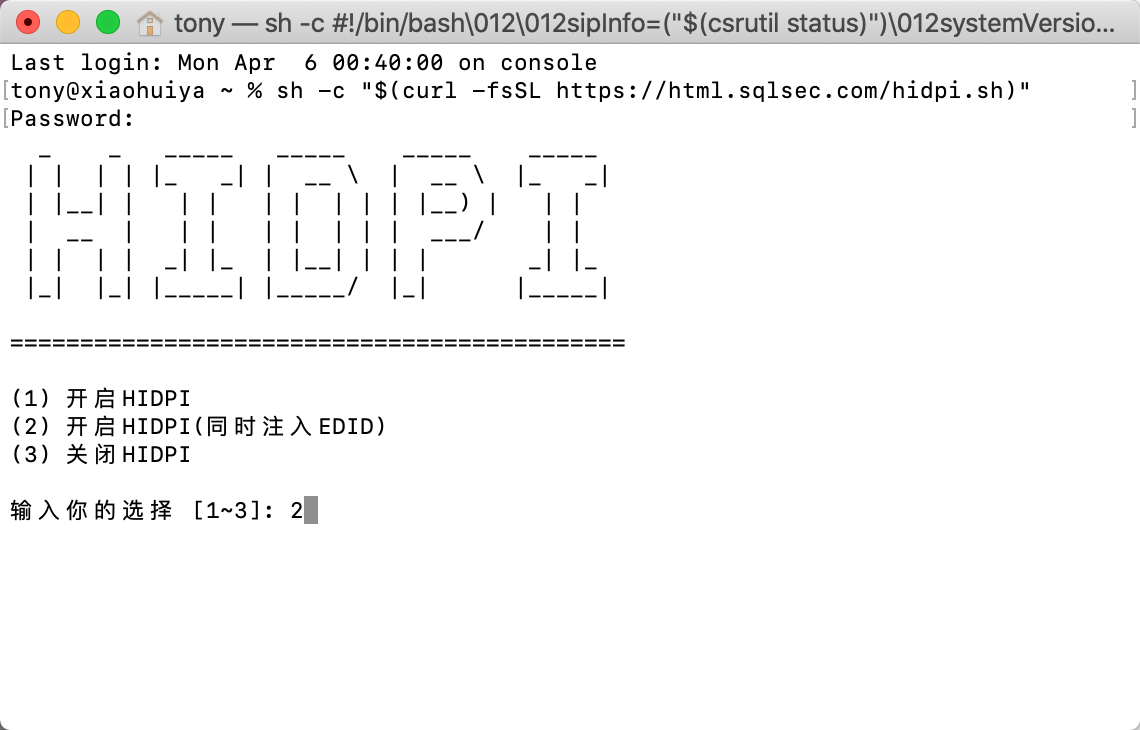 tony — sh -c #!/bin/bash\012\012sipInfo=("$(csrutil status)")\012systemVersio...
Last login: Mon Apr  6 00:40:00 on console
[tony@xiaohuiya ~ % sh -c "$(curl -fsSL https://html.sqlsec.com/hidpi.sh)" ]
[Password: ]
  _    _   _____   _____    _____    _____
 | |  | | |_   _| |  __ \  |  __ \  |_   _|
 | |__| |   | |   | |  | | | |__) |   | |
 |  __  |   | |   | |  | | |  ___/    | |
 | |  | |  _| |_  | |__| | | |       _| |_
 |_|  |_| |_____| |_____/  |_|      |_____|
============================================
(1) 开启HIDPI
(2) 开启HIDPI(同时注入EDID)
(3) 关闭HIDPI
输入你的选择 [1~3]: 2